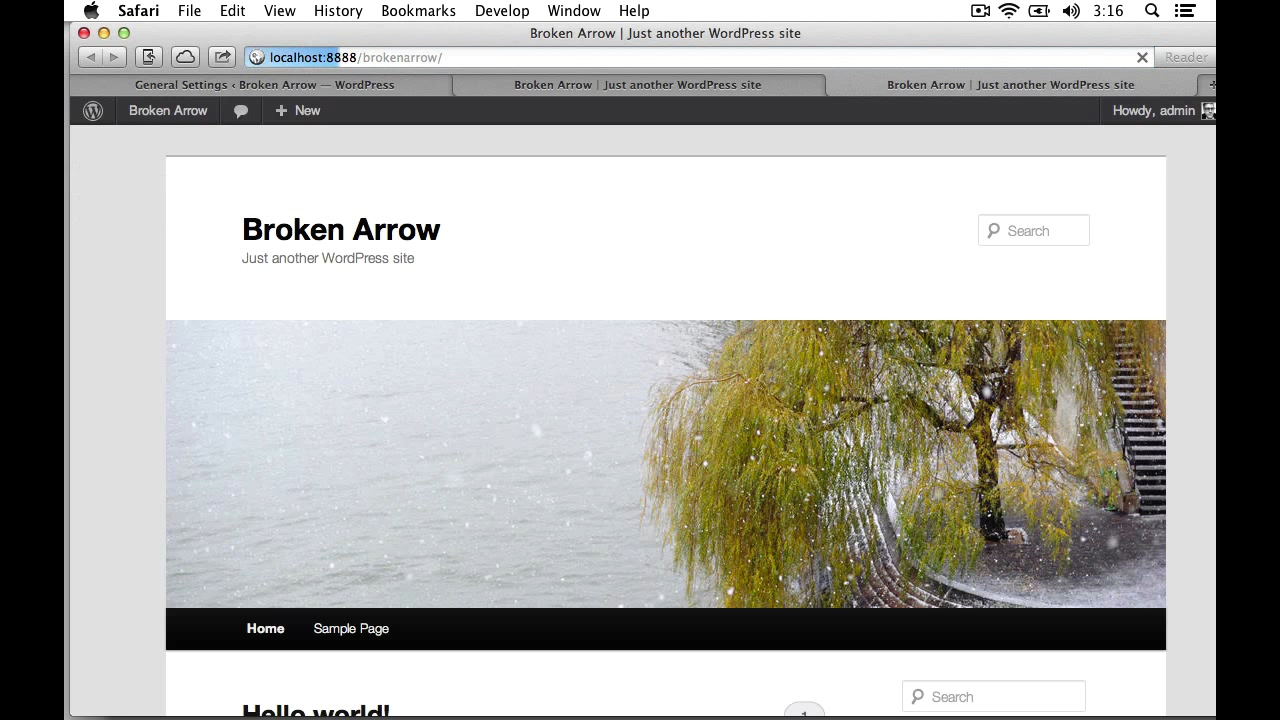 Safari File Edit View History Bookmarks Develop Window Help 3:16
Broken Arrow | Just another WordPress site
localhost:8888/brokenarrow/ Reader
General Settings ‹ Broken Arrow — WordPress Broken Arrow | Just another WordPress site Broken Arrow | Just another WordPress site
Broken Arrow + New Howdy, admin
Broken Arrow
Search
Just another WordPress site
Home Sample Page
Search
Hello world!
1